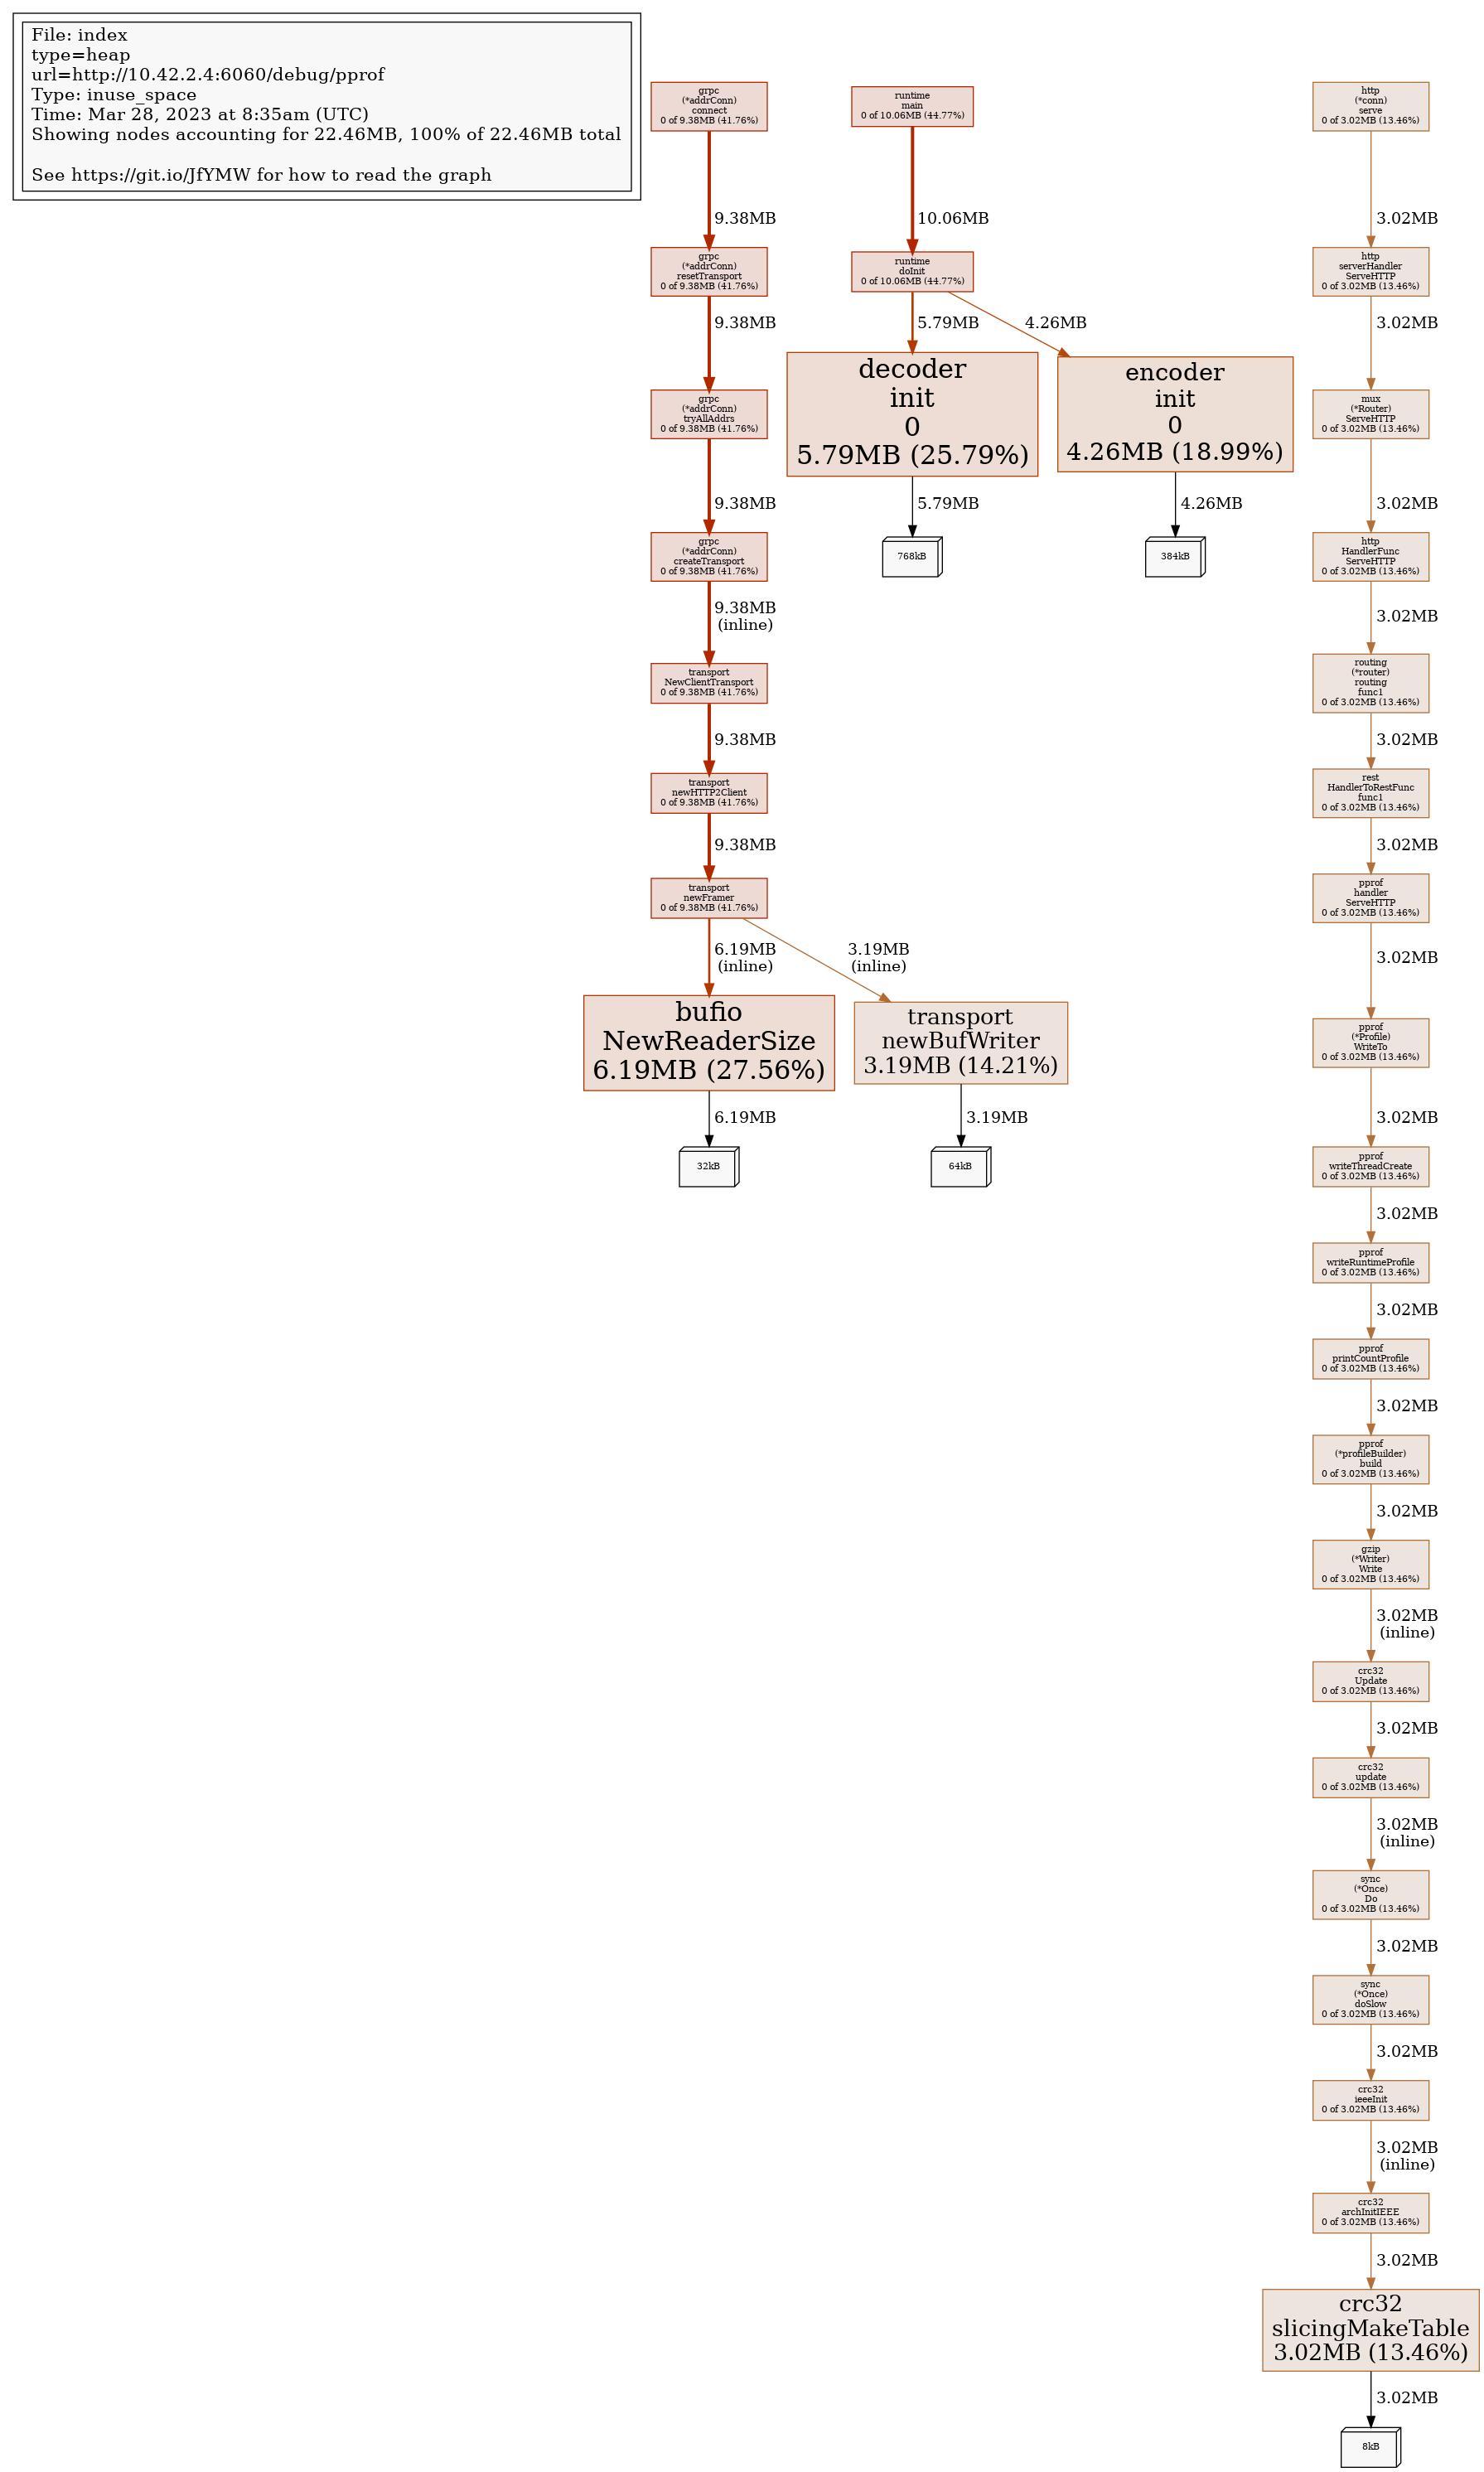 File: index
type=heap
url=http://10.42.2.4:6060/debug/pprof
Type: inuse_space
Time: Mar 28, 2023 at 8:35am (UTC)
Showing nodes accounting for 22.46MB, 100% of 22.46MB total
See https://git.io/JfYMW for how to read the graph
grpc
(*addrConn)
connect
0 of 9.38MB (41.76%)
9.38MB
grpc
(*addrConn)
resetTransport
0 of 9.38MB (41.76%)
9.38MB
grpc
(*addrConn)
tryAllAddrs
0 of 9.38MB (41.76%)
9.38MB
grpc
(*addrConn)
createTransport
0 of 9.38MB (41.76%)
9.38MB
(inline)
transport
NewClientTransport
0 of 9.38MB (41.76%)
9.38MB
transport
newHTTP2Client
0 of 9.38MB (41.76%)
9.38MB
transport
newFramer
0 of 9.38MB (41.76%)
6.19MB
(inline)
3.19MB
(inline)
bufio
NewReaderSize
6.19MB (27.56%)
6.19MB
32kB
transport
newBufWriter
3.19MB (14.21%)
3.19MB
64kB
runtime
main
0 of 10.06MB (44.77%)
10.06MB
runtime
doInit
0 of 10.06MB (44.77%)
5.79MB
4.26MB
decoder
init
0
5.79MB (25.79%)
5.79MB
768kB
encoder
init
0
4.26MB (18.99%)
4.26MB
384kB
http
(*conn)
serve
0 of 3.02MB (13.46%)
3.02MB
http
serverHandler
ServeHTTP
0 of 3.02MB (13.46%)
3.02MB
mux
(*Router)
ServeHTTP
0 of 3.02MB (13.46%)
3.02MB
http
HandlerFunc
ServeHTTP
0 of 3.02MB (13.46%)
3.02MB
routing
(*router)
routing
func1
0 of 3.02MB (13.46%)
3.02MB
rest
HandlerToRestFunc
func1
0 of 3.02MB (13.46%)
3.02MB
pprof
handler
ServeHTTP
0 of 3.02MB (13.46%)
3.02MB
pprof
(*Profile)
WriteTo
0 of 3.02MB (13.46%)
3.02MB
pprof
writeThreadCreate
0 of 3.02MB (13.46%)
3.02MB
pprof
writeRuntimeProfile
0 of 3.02MB (13.46%)
3.02MB
pprof
printCountProfile
0 of 3.02MB (13.46%)
3.02MB
pprof
(*profileBuilder)
build
0 of 3.02MB (13.46%)
3.02MB
gzip
(*Writer)
Write
0 of 3.02MB (13.46%)
3.02MB
(inline)
crc32
Update
0 of 3.02MB (13.46%)
3.02MB
crc32
update
0 of 3.02MB (13.46%)
3.02MB
(inline)
sync
(*Once)
Do
0 of 3.02MB (13.46%)
3.02MB
sync
(*Once)
doSlow
0 of 3.02MB (13.46%)
3.02MB
crc32
ieeeInit
0 of 3.02MB (13.46%)
3.02MB
(inline)
crc32
archInitIEEE
0 of 3.02MB (13.46%)
3.02MB
crc32
slicingMakeTable
3.02MB (13.46%)
3.02MB
8kB